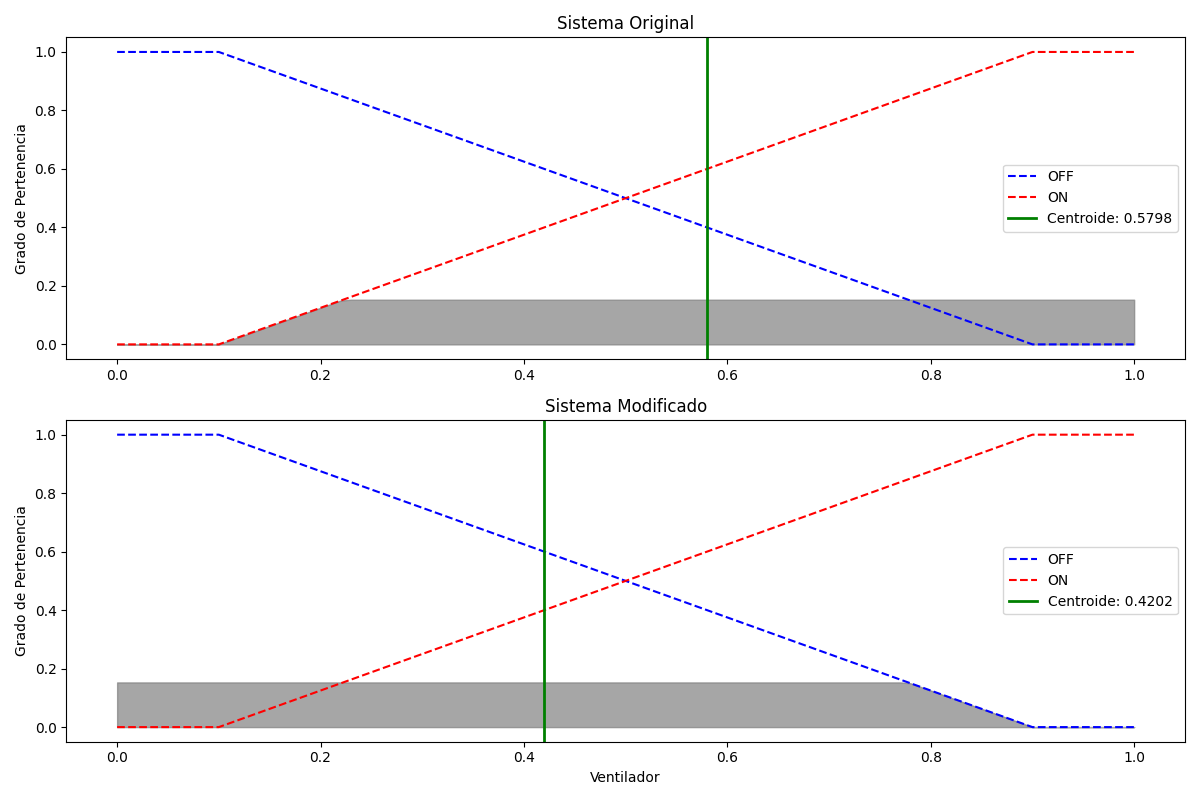 Sistema Original
Grado de Pertenencia
1.0
0.8
0.6
0.4
0.2
0.0
OFF
ON
Centroide: 0.5798
0.0 0.2 0.4 0.6 0.8 1.0
Sistema Modificado
Grado de Pertenencia
1.0
0.8
0.6
0.4
0.2
0.0
OFF
ON
Centroide: 0.4202
0.0 0.2 0.4 0.6 0.8 1.0
Ventilador